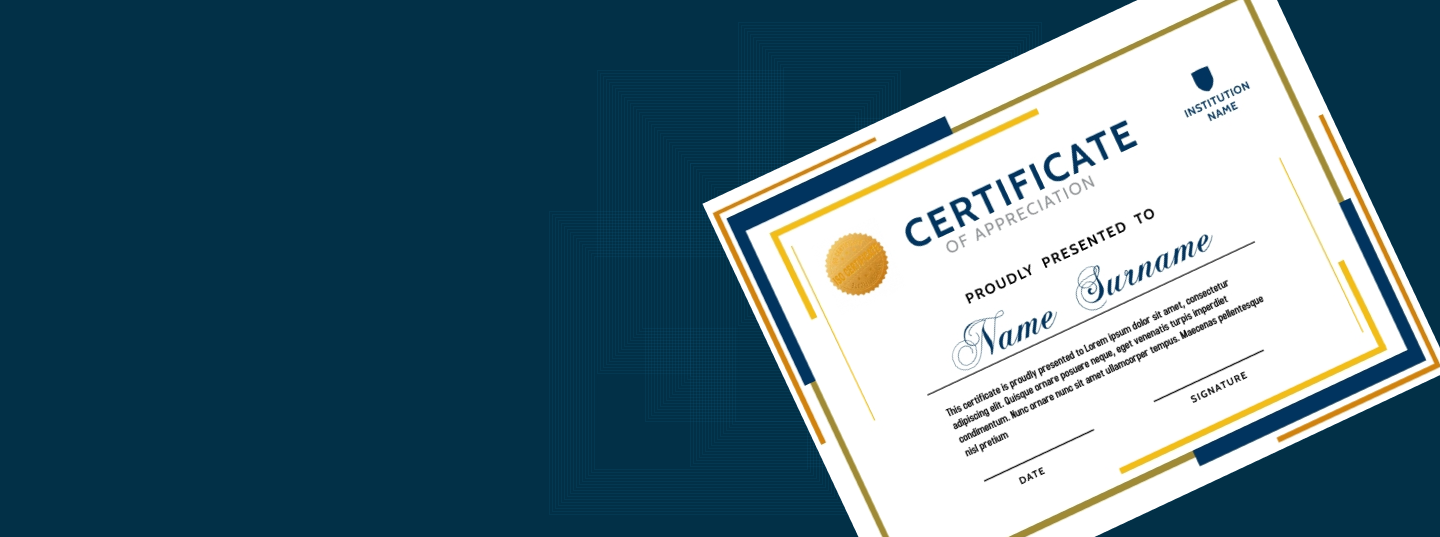 INSTITUTION
NAME
CERTIFICATE
OF APPRECIATION
PROUDLY PRESENTED TO
Name Surname
This certificate is proudly presented to Lorem ipsum dolor sit amet, consectetur
adipiscing elit. Quisque ornare posuere neque, eget venenatis turpis imperdiet
condimentum. Nunc ornare nunc sit amet ullamcorper tempus. Maecenas pellentesque
nisl pretium
DATE
SIGNATURE